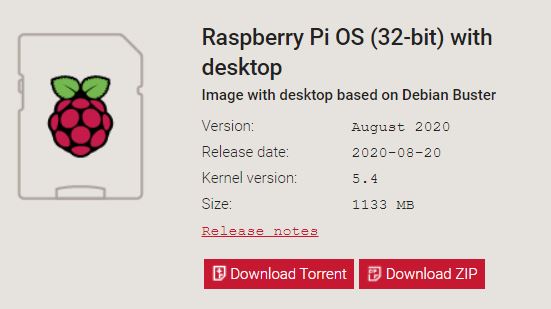 Raspberry Pi OS (32-bit) with
desktop
Image with desktop based on Debian Buster
Version: August 2020
Release date: 2020-08-20
Kernel version: 5.4
Size: 1133 MB
Release notes
Download Torrent Download ZIP